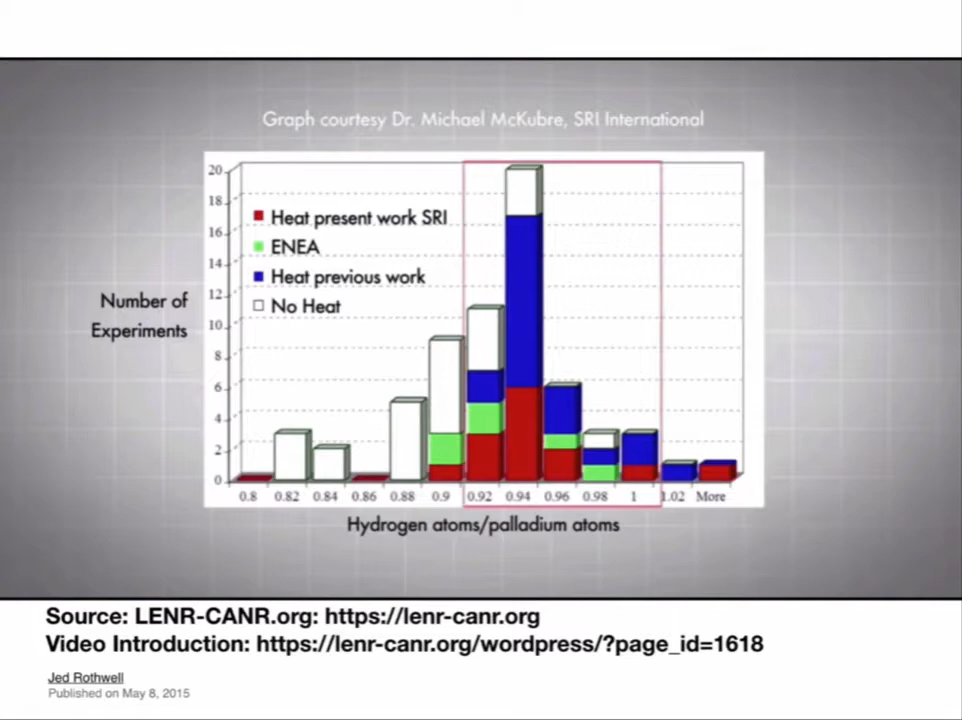 Graph courtesy Dr. Michael McKubre, SRI International
20
18
16
14
12
10
8
6
4
2
0
Heat present work SRI
ENEA
Heat previous work
No Heat
Number of
Experiments
0.8 0.82 0.84 0.86 0.88 0.9 0.92 0.94 0.96 0.98 1 1.02 More
Hydrogen atoms/palladium atoms
Source: LENR-CANR.org: https://lenr-canr.org
Video Introduction: https://lenr-canr.org/wordpress/?page_id=1618
Jed Rothwell
Published on May 8, 2015